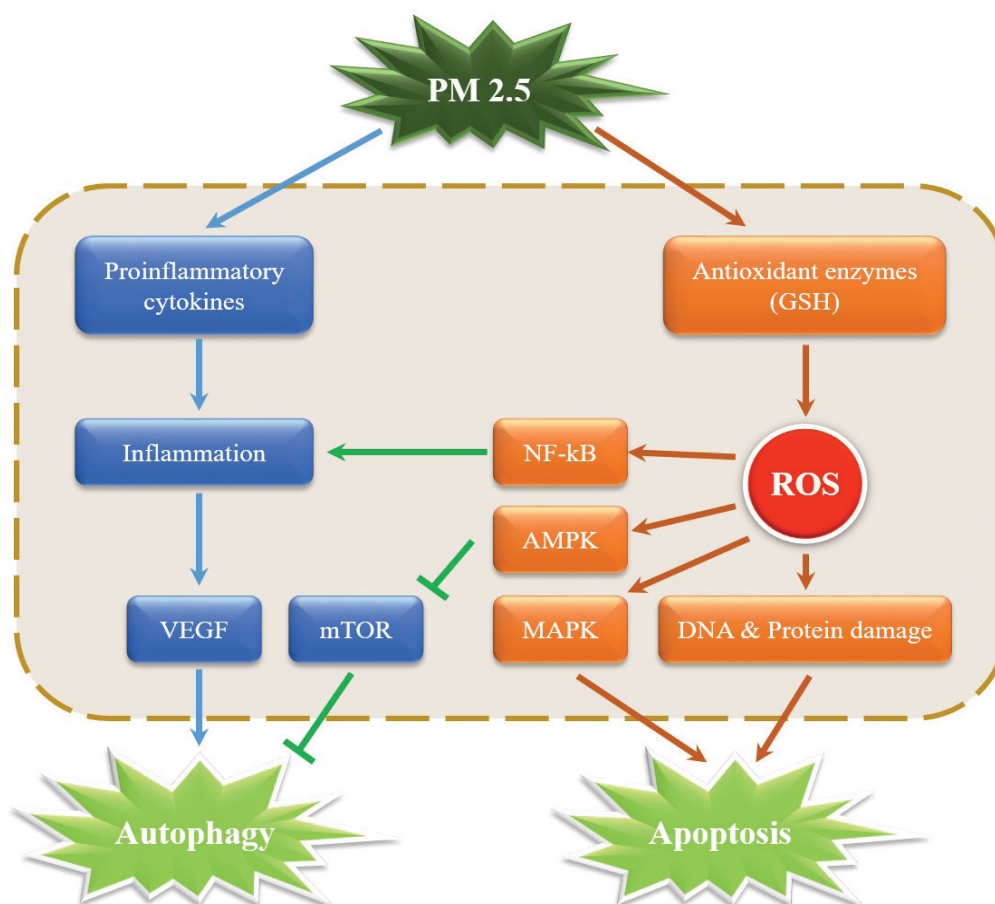 PM 2.5
Proinflammatory
cytokines
Antioxidant enzymes
(GSH)
Inflammation
NF-kB
ROS
AMPK
VEGF
mTOR
MAPK
DNA & Protein damage
Autophagy
Apoptosis